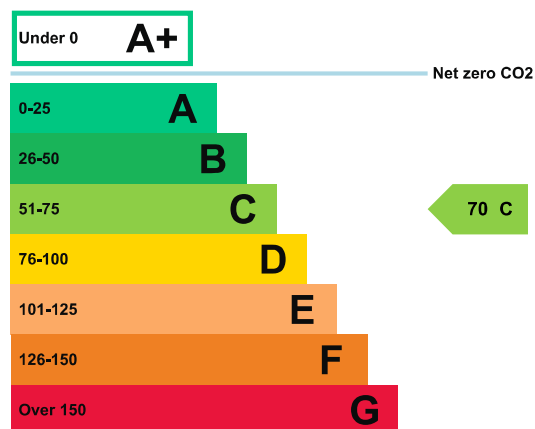 Under 0 A+
Net zero CO2
0-25 A
26-50 B
51-75 C
70 C
76-100 D
101-125 E
126-150 F
Over 150 G